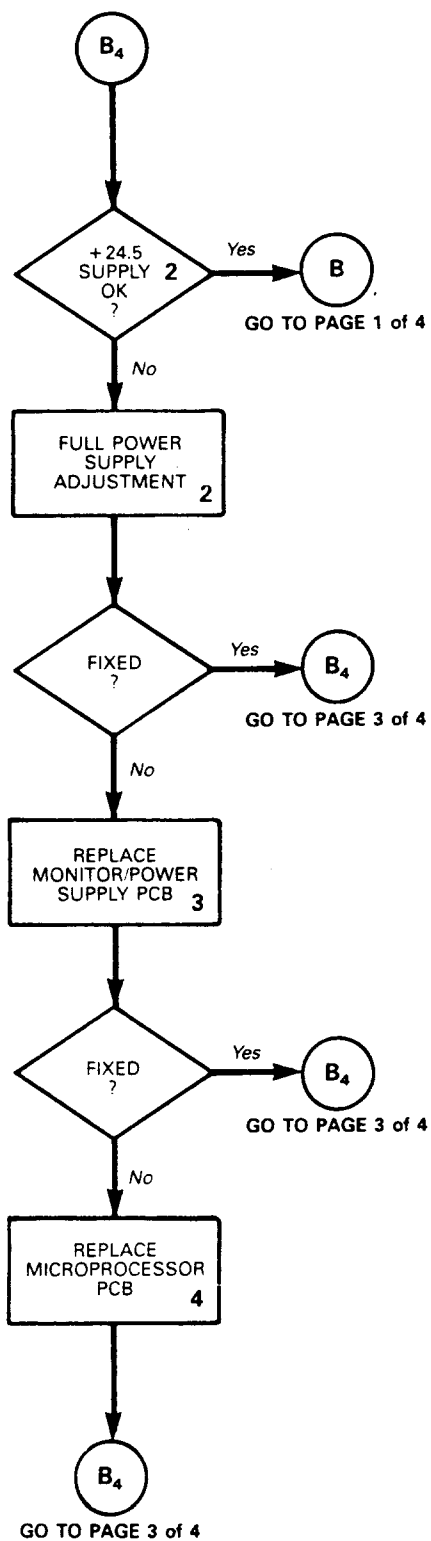 B₄
+24.5
SUPPLY 2
OK
?
Yes
B
GO TO PAGE 1 of 4
No
FULL POWER
SUPPLY
ADJUSTMENT 2
FIXED
?
Yes
B₄
GO TO PAGE 3 of 4
No
REPLACE
MONITOR/POWER
SUPPLY PCB 3
FIXED
?
Yes
B₄
GO TO PAGE 3 of 4
No
REPLACE
MICROPROCESSOR
PCB 4
B₄
GO TO PAGE 3 of 4